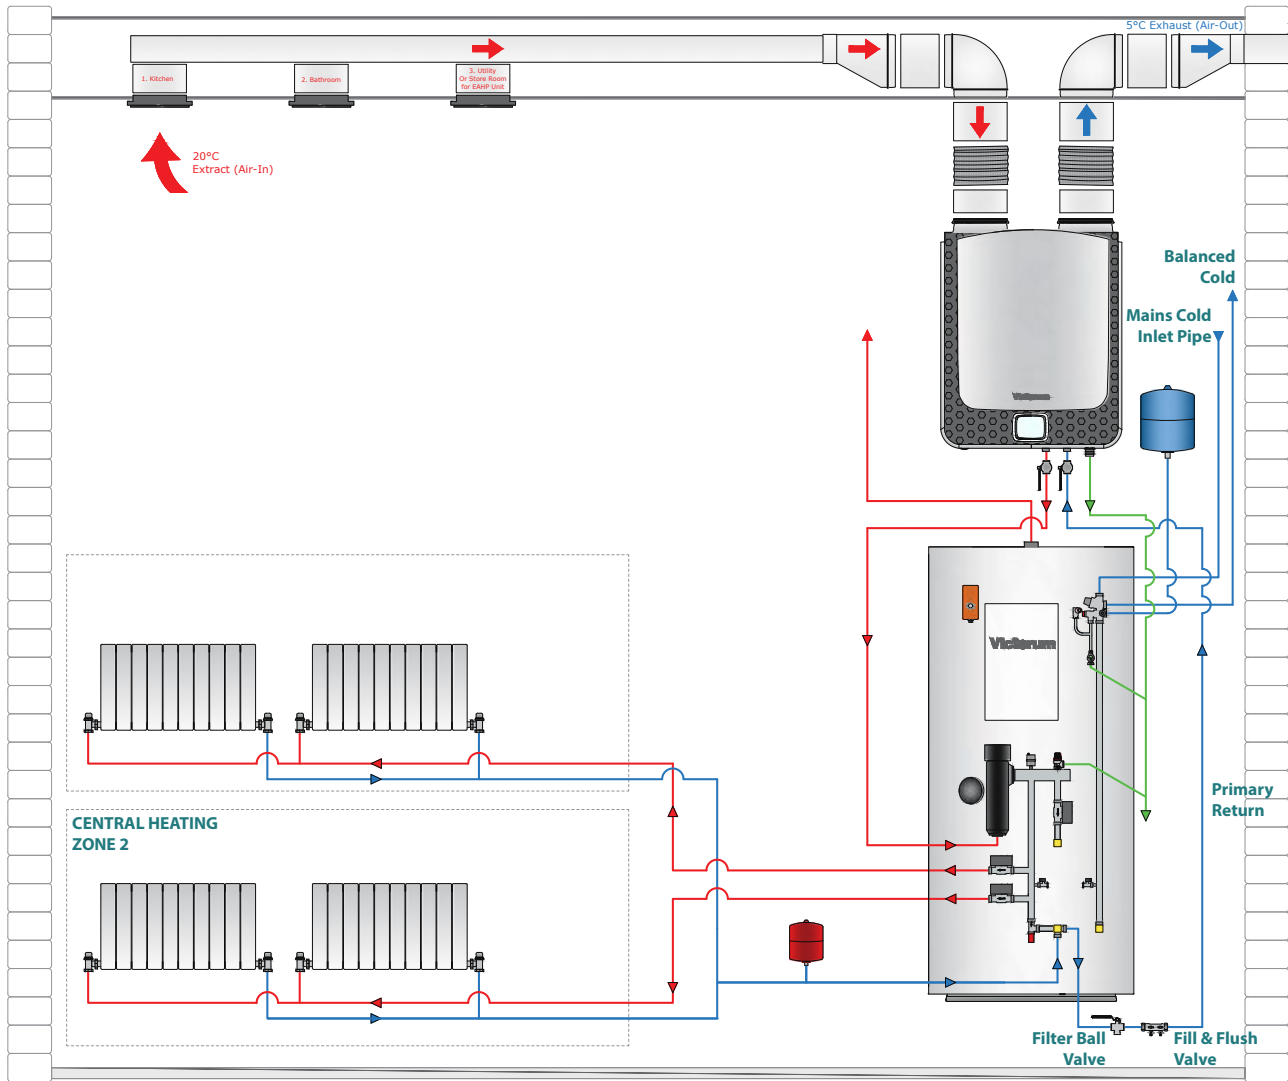 5°C Exhaust (Air-Out)
1. Kitchen
2. Bathroom
3. Utility
Or Store Room
for EAHP Unit
20°C
Extract (Air-In)
Balanced
Cold
Mains Cold
Inlet Pipe
Victorum
Victorum
CENTRAL HEATING
ZONE 2
Primary
Return
Filter Ball
Valve
Fill & Flush
Valve